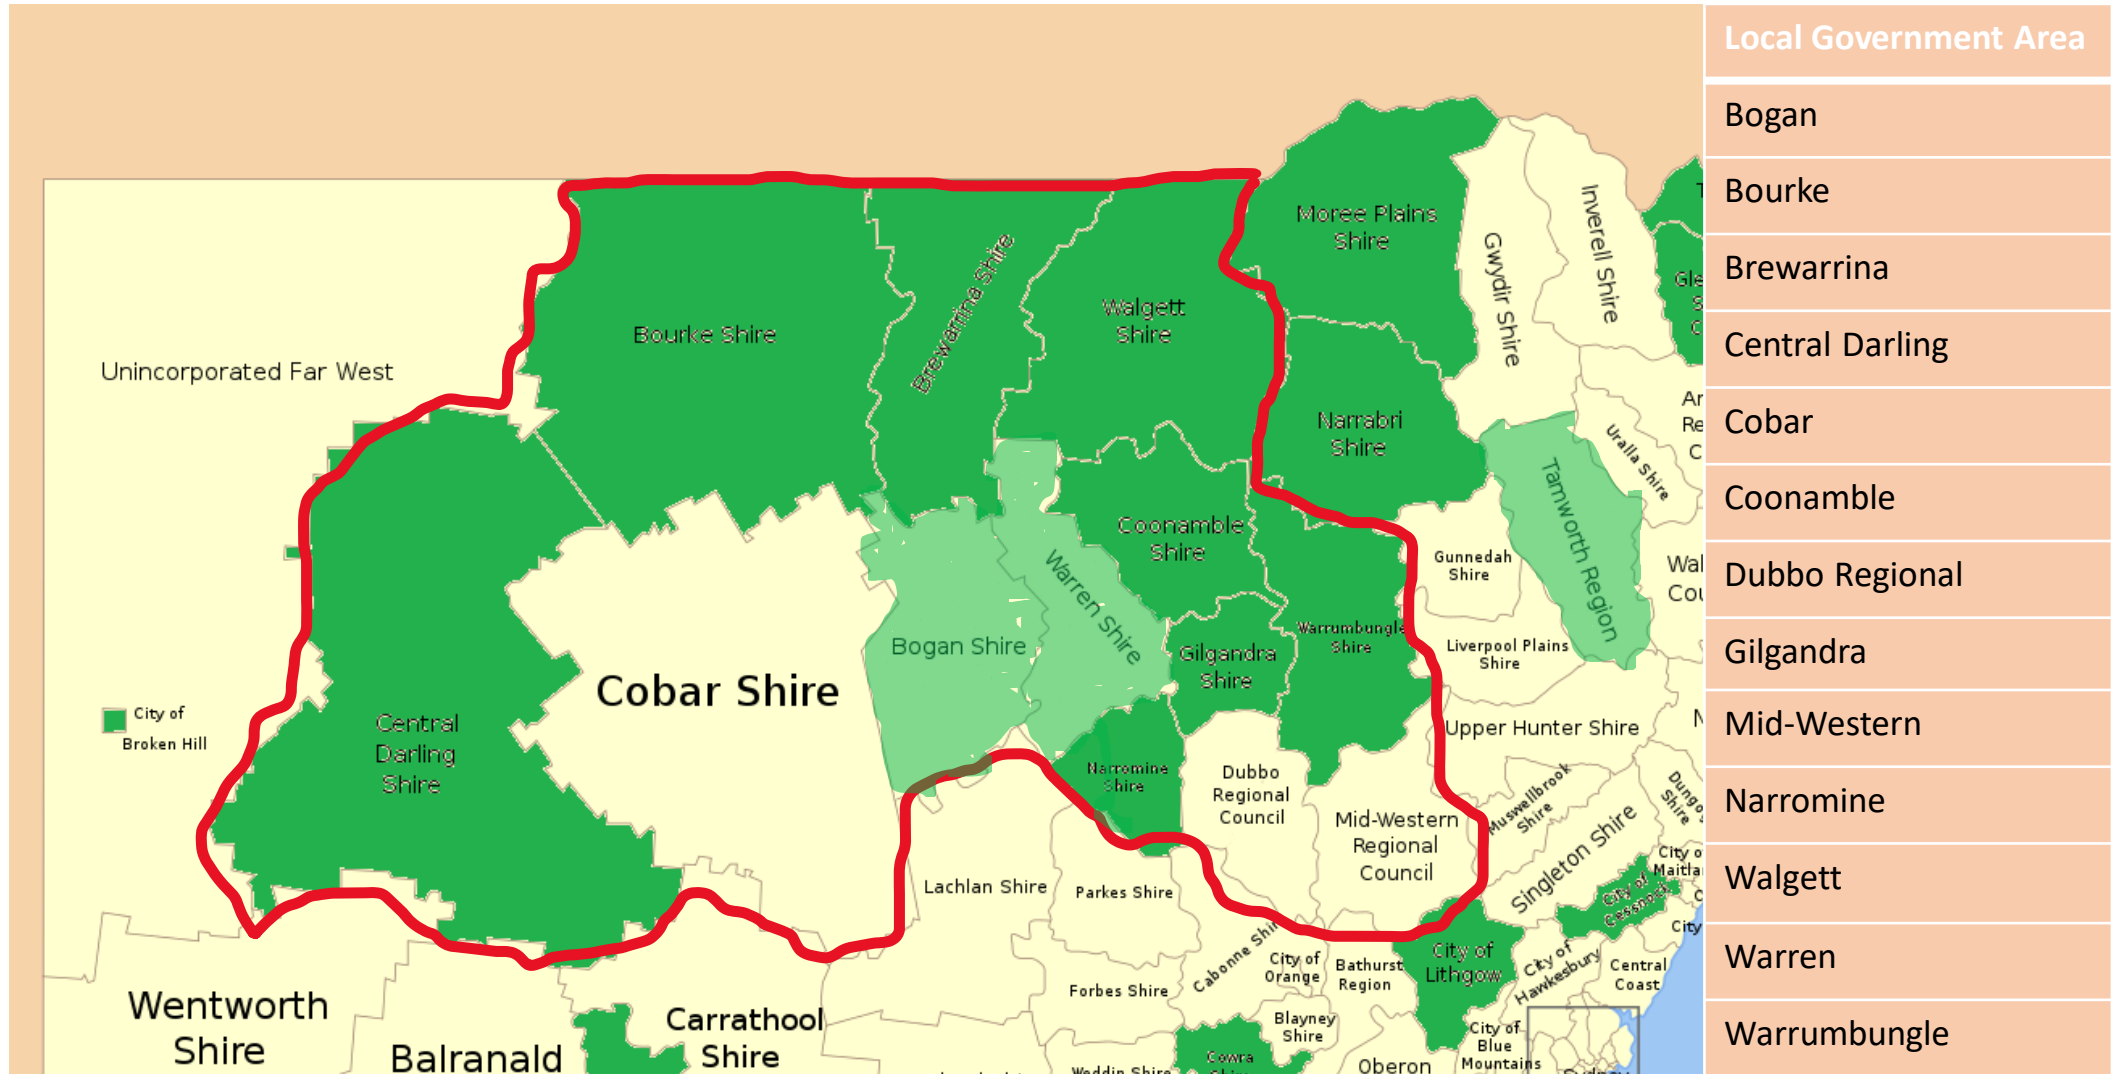 Local Government Area
Bogan
Bourke
Brewarrina
Central Darling
Cobar
Coonamble
Dubbo Regional
Gilgandra
Mid-Western
Narromine
Walgett
Warren
Warrumbungle
Unincorporated Far West
Bourke Shire
Brewarrina Shire
Walgett
Shire
Moree Plains
Shire
Gwydir Shire
Inverell Shire
Narrabri
Shire
Uralla Shire
Tamworth Region
Coonamble
Shire
Gunnedah
Shire
Warren Shire
Bogan Shire
Gilgandra
Shire
Warrumbungle
Shire
Liverpool Plains
Shire
Cobar Shire
City of
Broken Hill
Central
Darling
Shire
Upper Hunter Shire
Narromine
Shire
Dubbo
Regional
Council
Mid-Western
Regional
Council
Muswellbrook
Shire
Singleton Shire
Shire
Lachlan Shire
Parkes Shire
City of
Cessnock
City of
Lithgow
City of
Hawkesbury
Central
Coast
Cabonne Shire
City of
Orange
Bathurst
Region
Forbes Shire
Blayney
Shire
City of
Blue
Mountains
Wentworth
Shire
Balranald
Carrathool
Shire
Cowra
Oberon